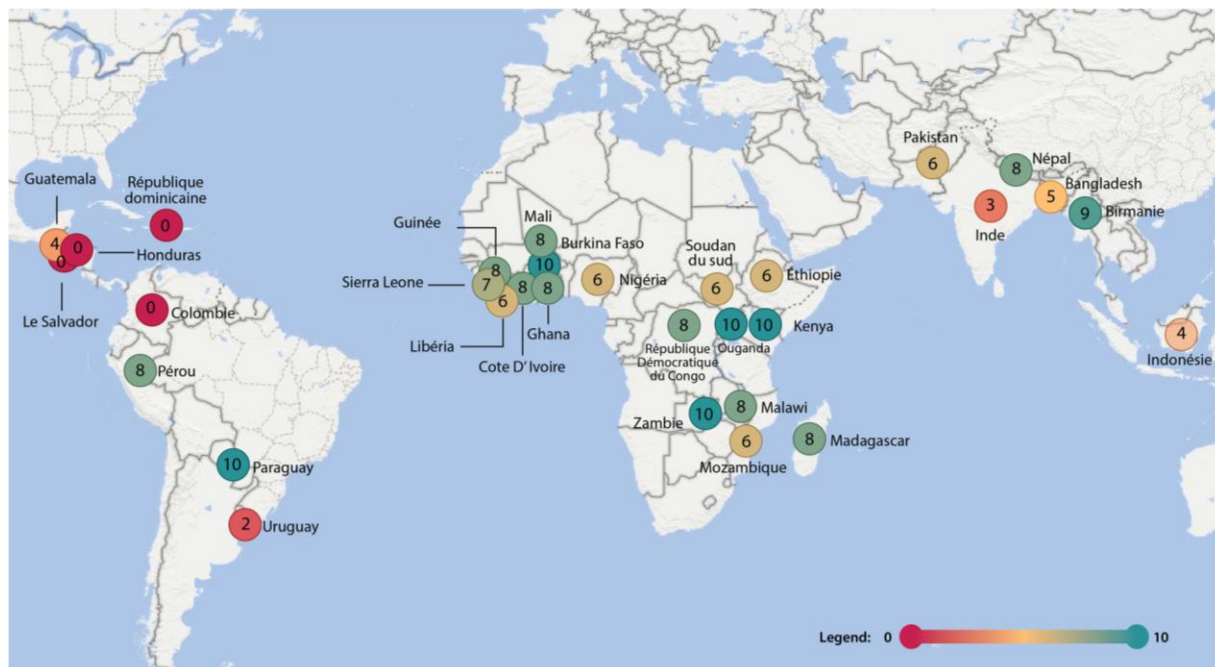 Pakistan
6
Népal
8
Guatemala
République
dominicaine
0
Bangladesh
5
3
Inde
9
Birmanie
Guinée
Mali
8
Burkina Faso
10
Soudan
du sud
4
0
0
Honduras
Sierra Leone
8
7
6
8
8
6
Nigéria
6
6
Éthiopie
Le Salvador
0
Colombie
Libéria
Ghana
Cote D' Ivoire
8
République
Démocratique
du Congo
10
Ouganda
10
Kenya
4
Indonésie
8
Pérou
Zambie
10
8
Malawi
6
Mozambique
8
Madagascar
10
Paraguay
2
Uruguay
Legend: 0 10